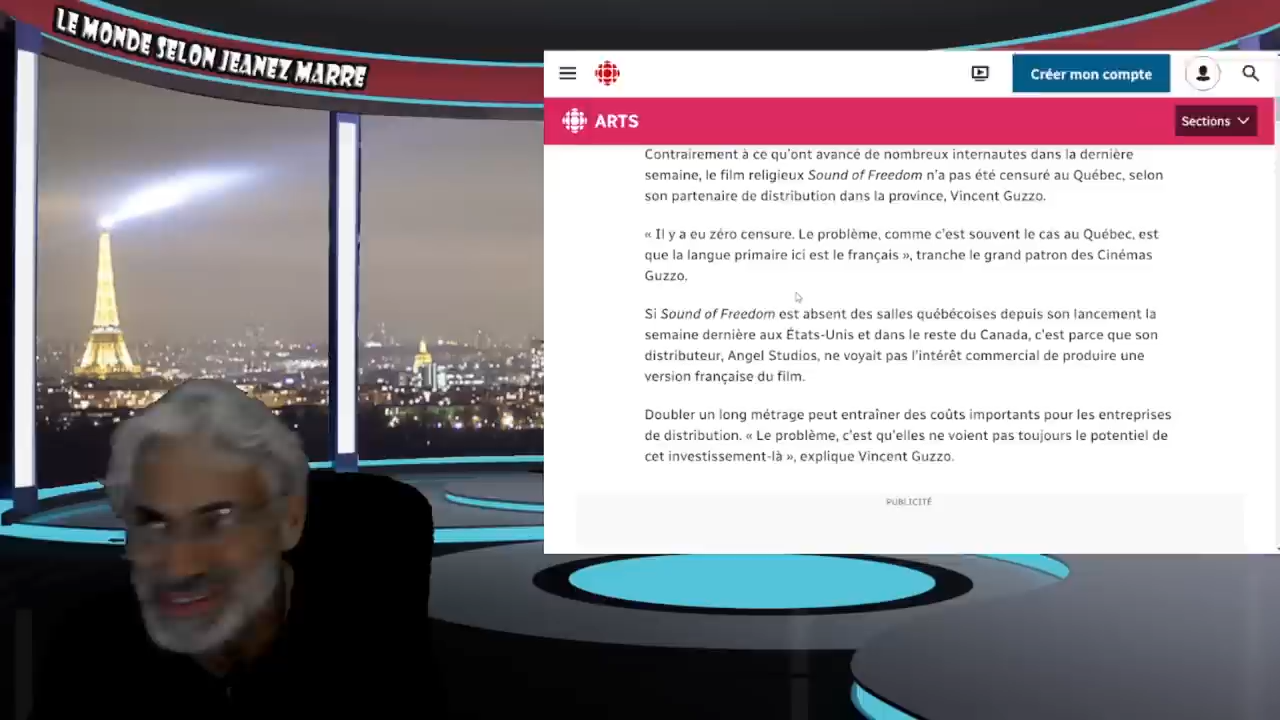 LE MONDE SELON JEANEZ MARRE
Créer mon compte
ARTS
Sections
Contrairement à ce qu'ont avancé de nombreux internautes dans la dernière
semaine, le film religieux Sound of Freedom n'a pas été censuré au Québec, selon
son partenaire de distribution dans la province, Vincent Guzzo.
« Il y a eu zéro censure. Le problème, comme c'est souvent le cas au Québec, est
que la langue primaire ici est le français », tranche le grand patron des Cinémas
Guzzo.
Si Sound of Freedom est absent des salles québécoises depuis son lancement la
semaine dernière aux États-Unis et dans le reste du Canada, c'est parce que son
distributeur, Angel Studios, ne voyait pas l'intérêt commercial de produire une
version française du film.
Doubler un long métrage peut entraîner des coûts importants pour les entreprises
de distribution. « Le problème, c'est qu'elles ne voient pas toujours le potentiel de
cet investissement-là », explique Vincent Guzzo.
PUBLICITÉ